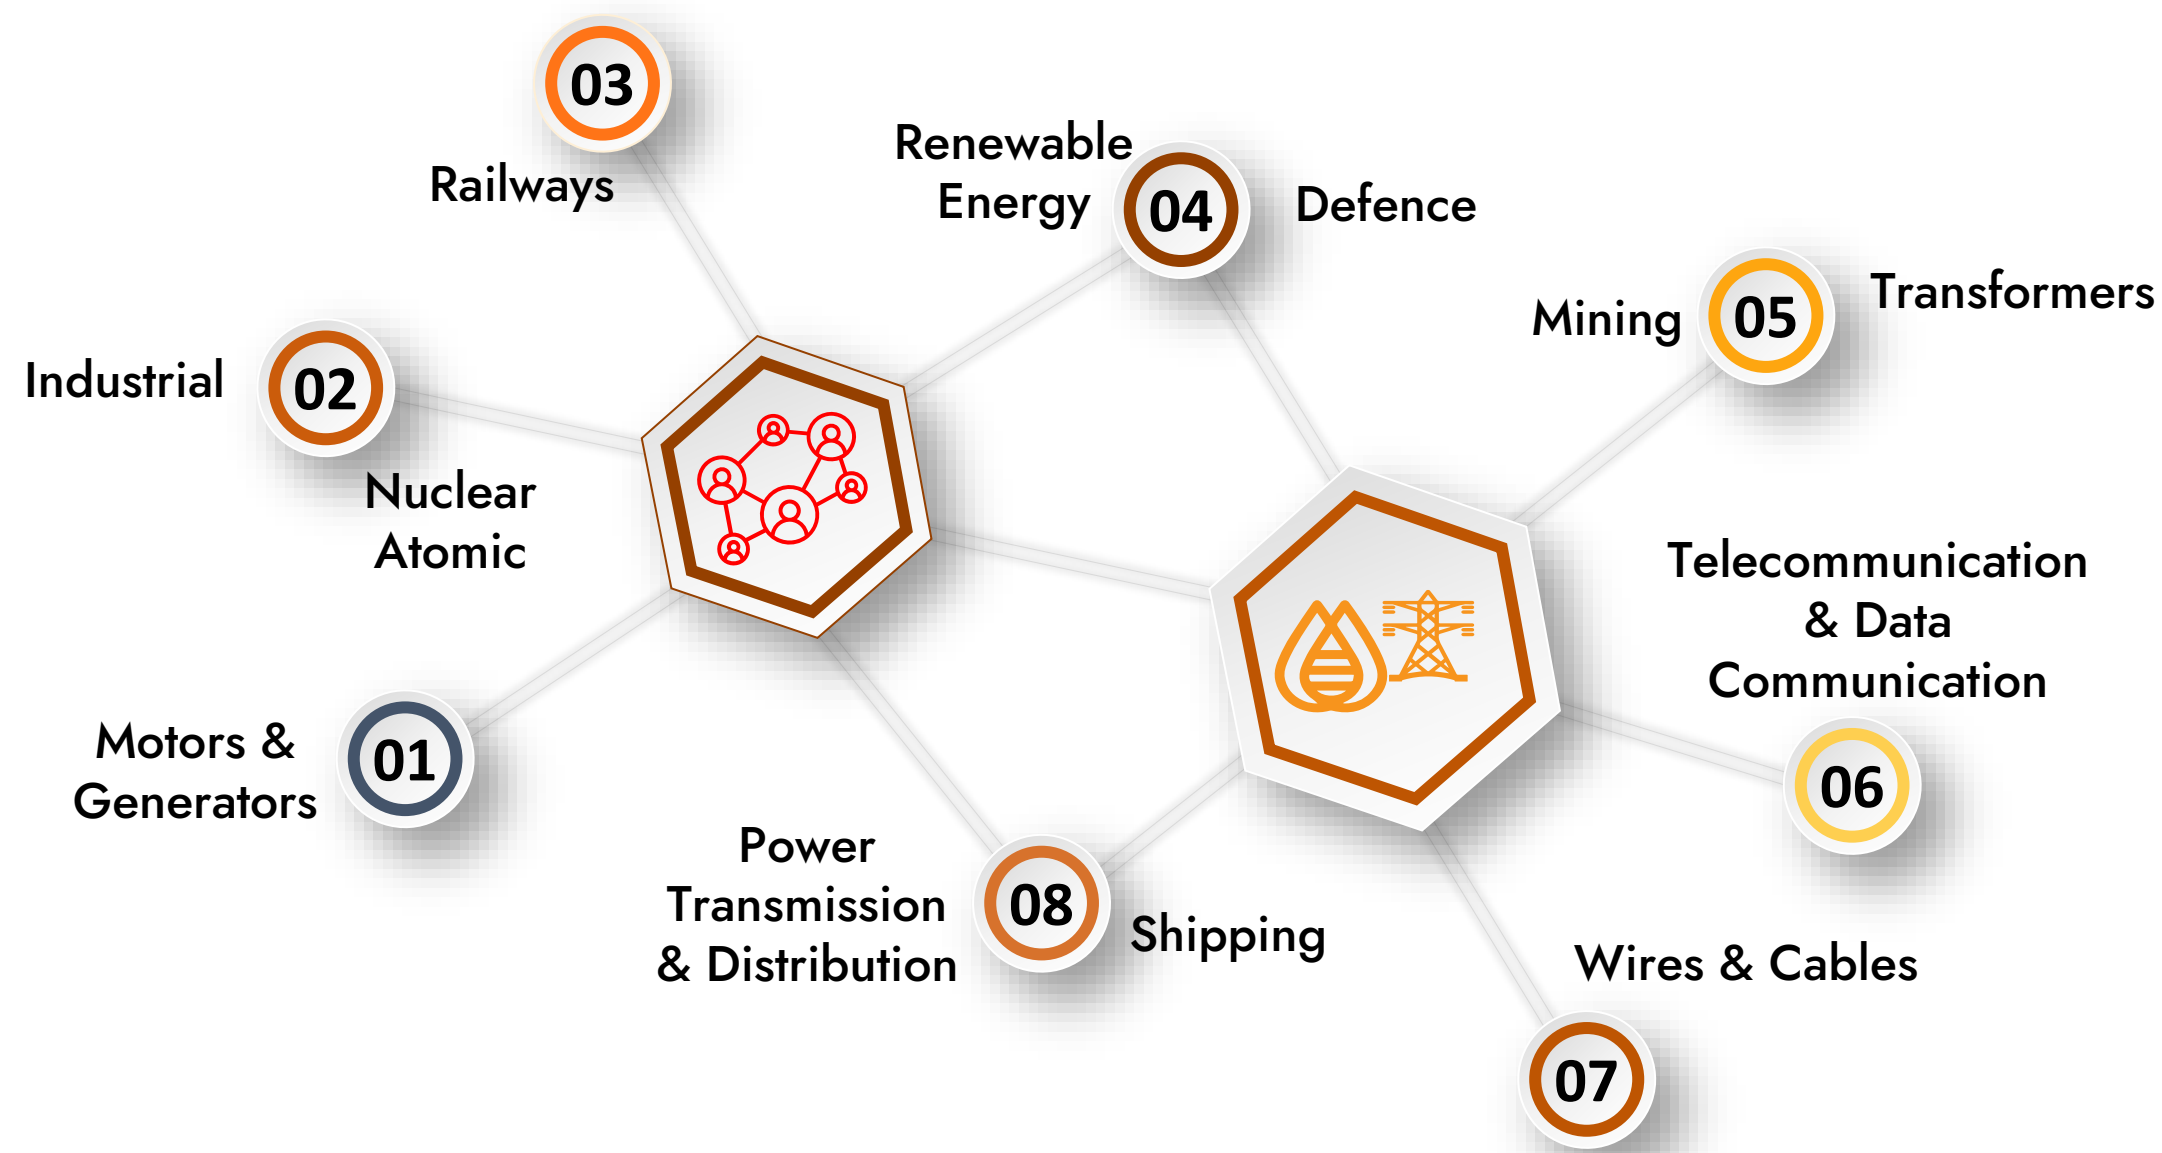 03
Railways
Renewable
Energy
04
Defence
Mining
05
Transformers
Industrial
02
Nuclear
Atomic
Telecommunication
& Data
Communication
06
Motors &
Generators
01
Power
Transmission
& Distribution
08
Shipping
Wires & Cables
07